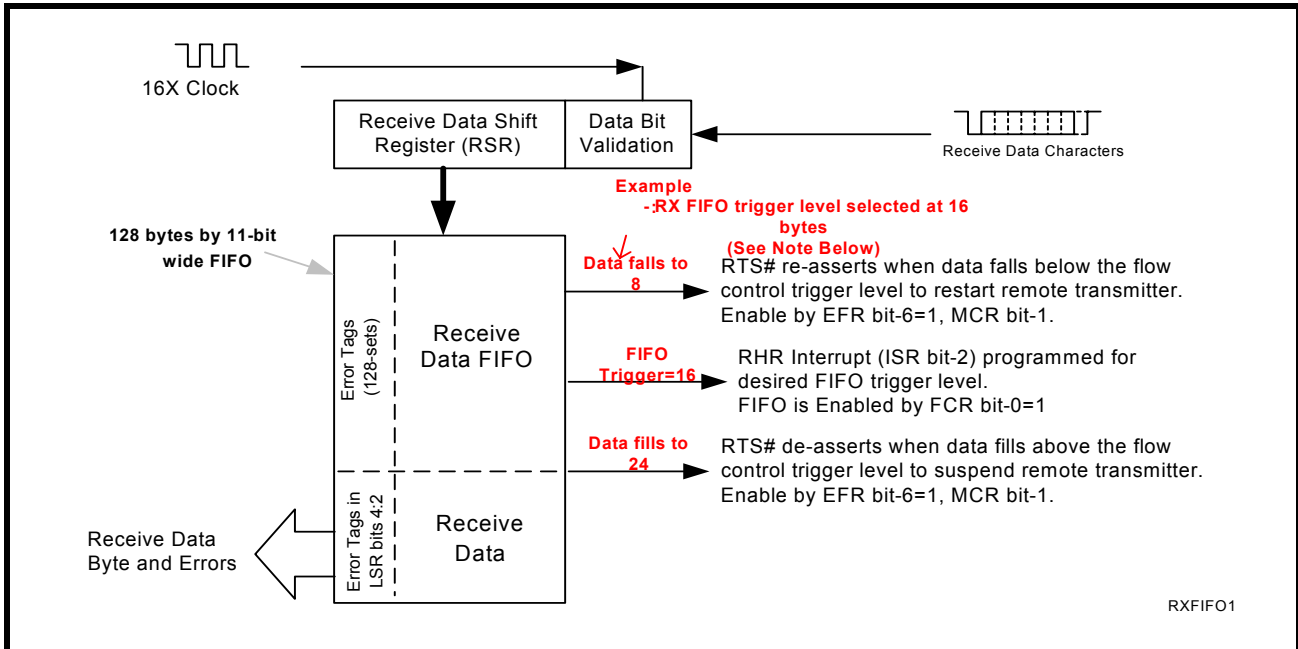 16X Clock
Receive Data Shift
Register (RSR)
Data Bit
Validation
Receive Data Characters
Example
-:RX FIFO trigger level selected at 16
bytes
(See Note Below)
128 bytes by 11-bit
wide FIFO
Error Tags
(128-sets)
Receive
Data FIFO
Data falls to
8
RTS# re-asserts when data falls below the flow
control trigger level to restart remote transmitter.
Enable by EFR bit-6=1, MCR bit-1.
FIFO
Trigger=16
RHR Interrupt (ISR bit-2) programmed for
desired FIFO trigger level.
FIFO is Enabled by FCR bit-0=1
Data fills to
24
RTS# de-asserts when data fills above the flow
control trigger level to suspend remote transmitter.
Enable by EFR bit-6=1, MCR bit-1.
Error Tags in
LSR bits 4:2
Receive
Data
Receive Data
Byte and Errors
RXFIFO1